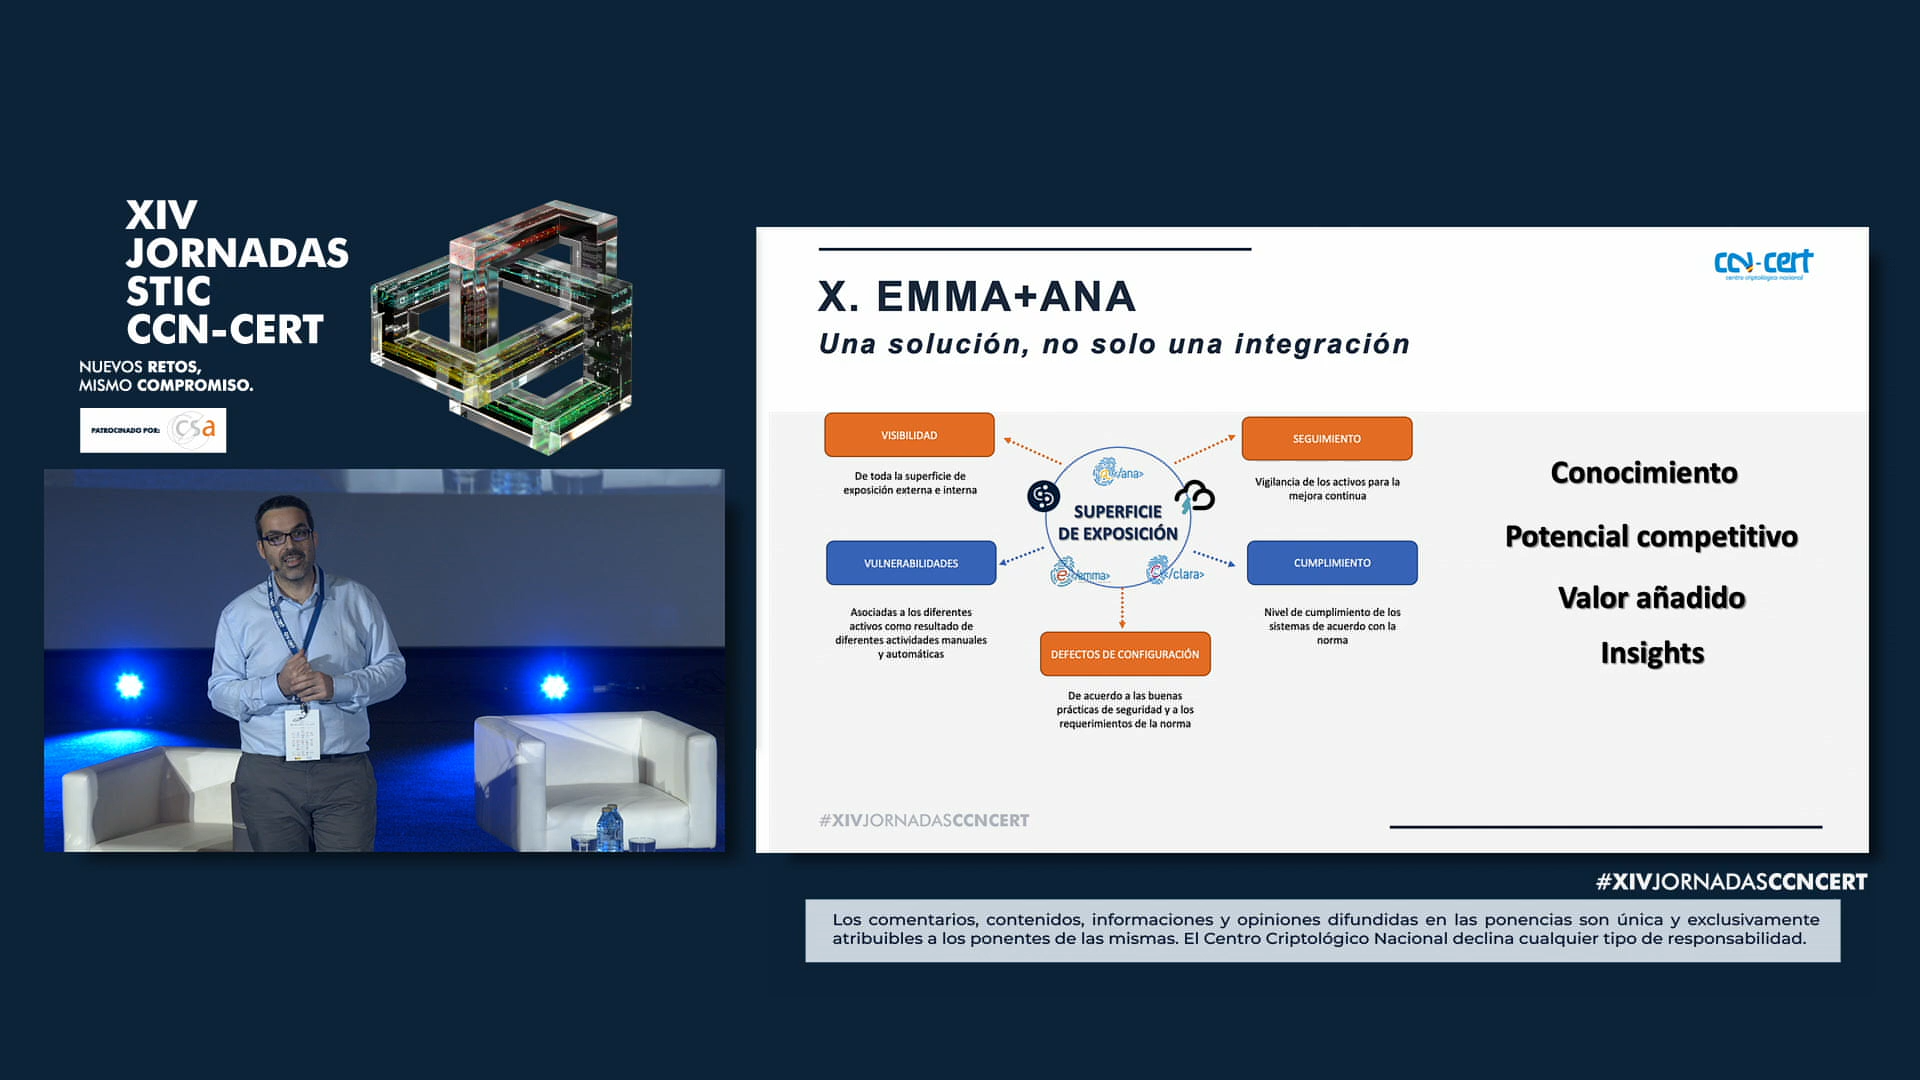 XIV
JORNADAS
STIC
CCN-CERT
NUEVOS RETOS,
MISMO COMPROMISO.
PATROCINADO POR:
csa
X. EMMA+ANA
Una solución, no solo una integración
ccn-cert
centro criptológico nacional
VISIBILIDAD
De toda la superficie de
exposición externa e interna
SEGUIMIENTO
Vigilancia de los activos para la
mejora continua
</ana>
SUPERFICIE
DE EXPOSICIÓN
e</emma>
c</clara>
VULNERABILIDADES
Asociadas a los diferentes
activos como resultado de
diferentes actividades manuales
y automáticas
CUMPLIMIENTO
Nivel de cumplimiento de los
sistemas de acuerdo con la
norma
DEFECTOS DE CONFIGURACIÓN
De acuerdo a las buenas
prácticas de seguridad y a los
requerimientos de la norma
Conocimiento
Potencial competitivo
Valor añadido
Insights
#XIVJORNADASCCNCERT
#XIVJORNADASCCNCERT
Los comentarios, contenidos, informaciones y opiniones difundidas en las ponencias son única y exclusivamente
atribuibles a los ponentes de las mismas. El Centro Criptológico Nacional declina cualquier tipo de responsabilidad.